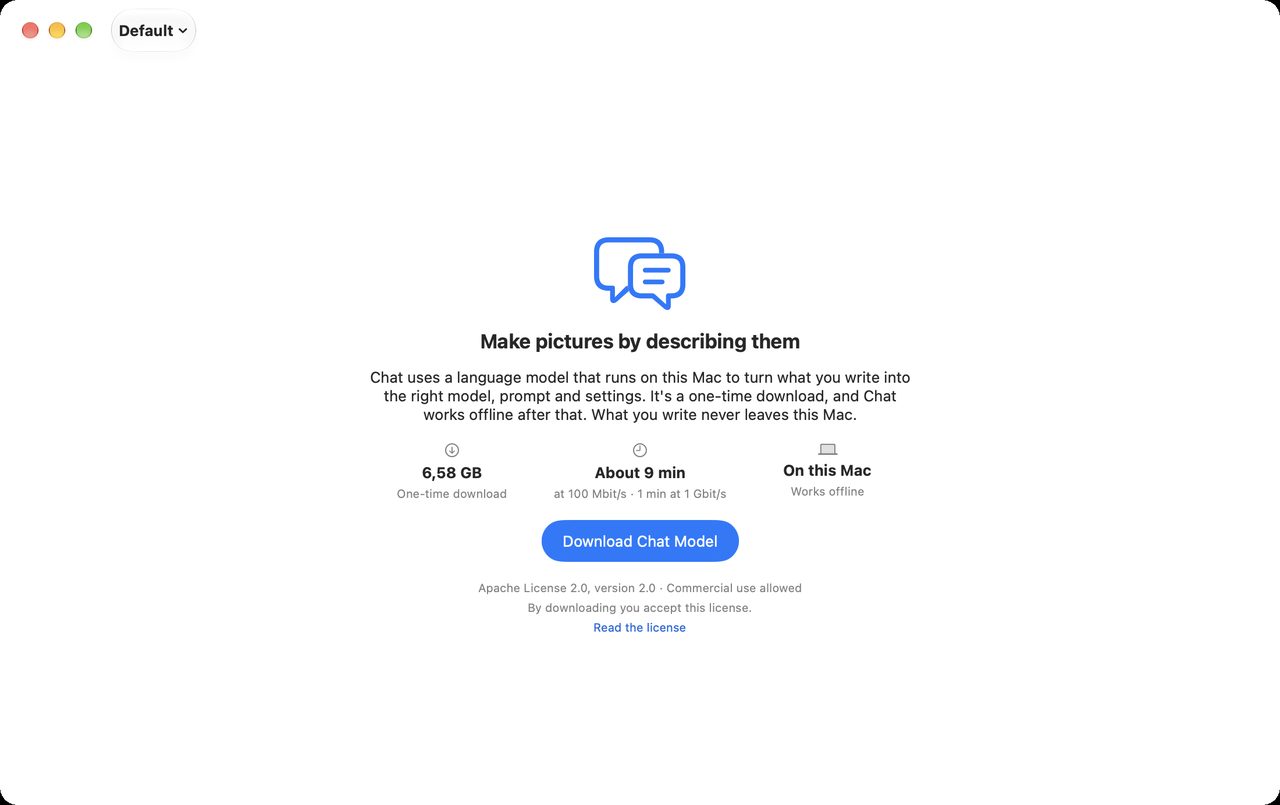 Default
Make pictures by describing them
Chat uses a language model that runs on this Mac to turn what you write into
the right model, prompt and settings. It's a one-time download, and Chat
works offline after that. What you write never leaves this Mac.
6,58 GB
One-time download
About 9 min
at 100 Mbit/s · 1 min at 1 Gbit/s
On this Mac
Works offline
Download Chat Model
Apache License 2.0, version 2.0 · Commercial use allowed
By downloading you accept this license.
Read the license